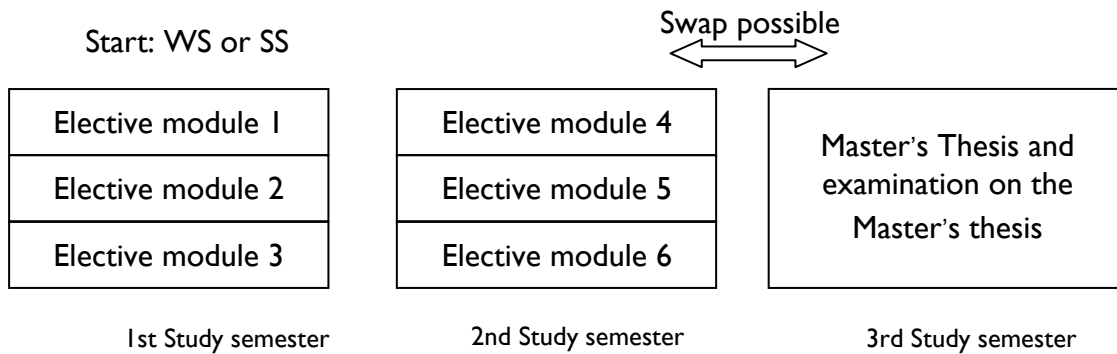 Start: WS or SS
Swap possible
Elective module 1
Elective module 2
Elective module 3
Elective module 4
Elective module 5
Elective module 6
Master's Thesis and
examination on the
Master's thesis
1st Study semester
2nd Study semester
3rd Study semester